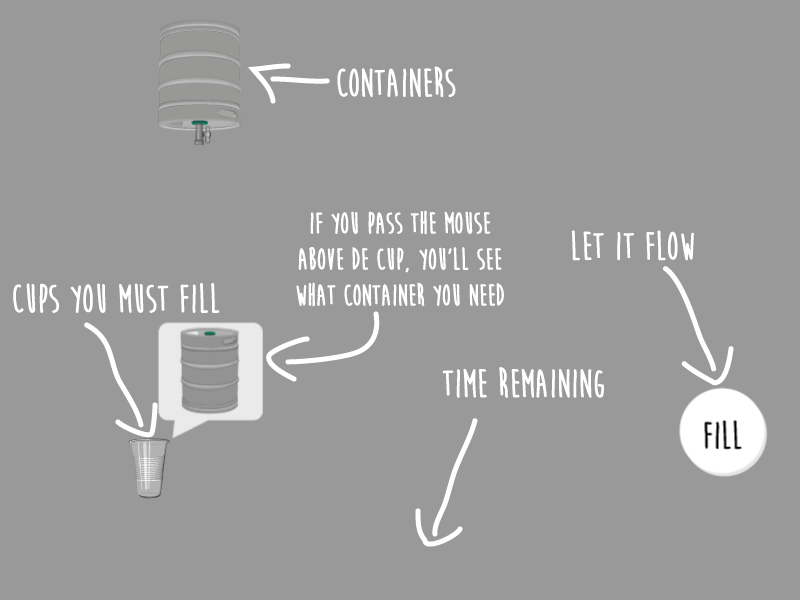 CONTAINERS
IF YOU PASS THE MOUSE
ABOVE DE CUP, YOU'LL SEE
WHAT CONTAINER YOU NEED
LET IT FLOW
CUPS YOU MUST FILL
TIME REMAINING
FILL